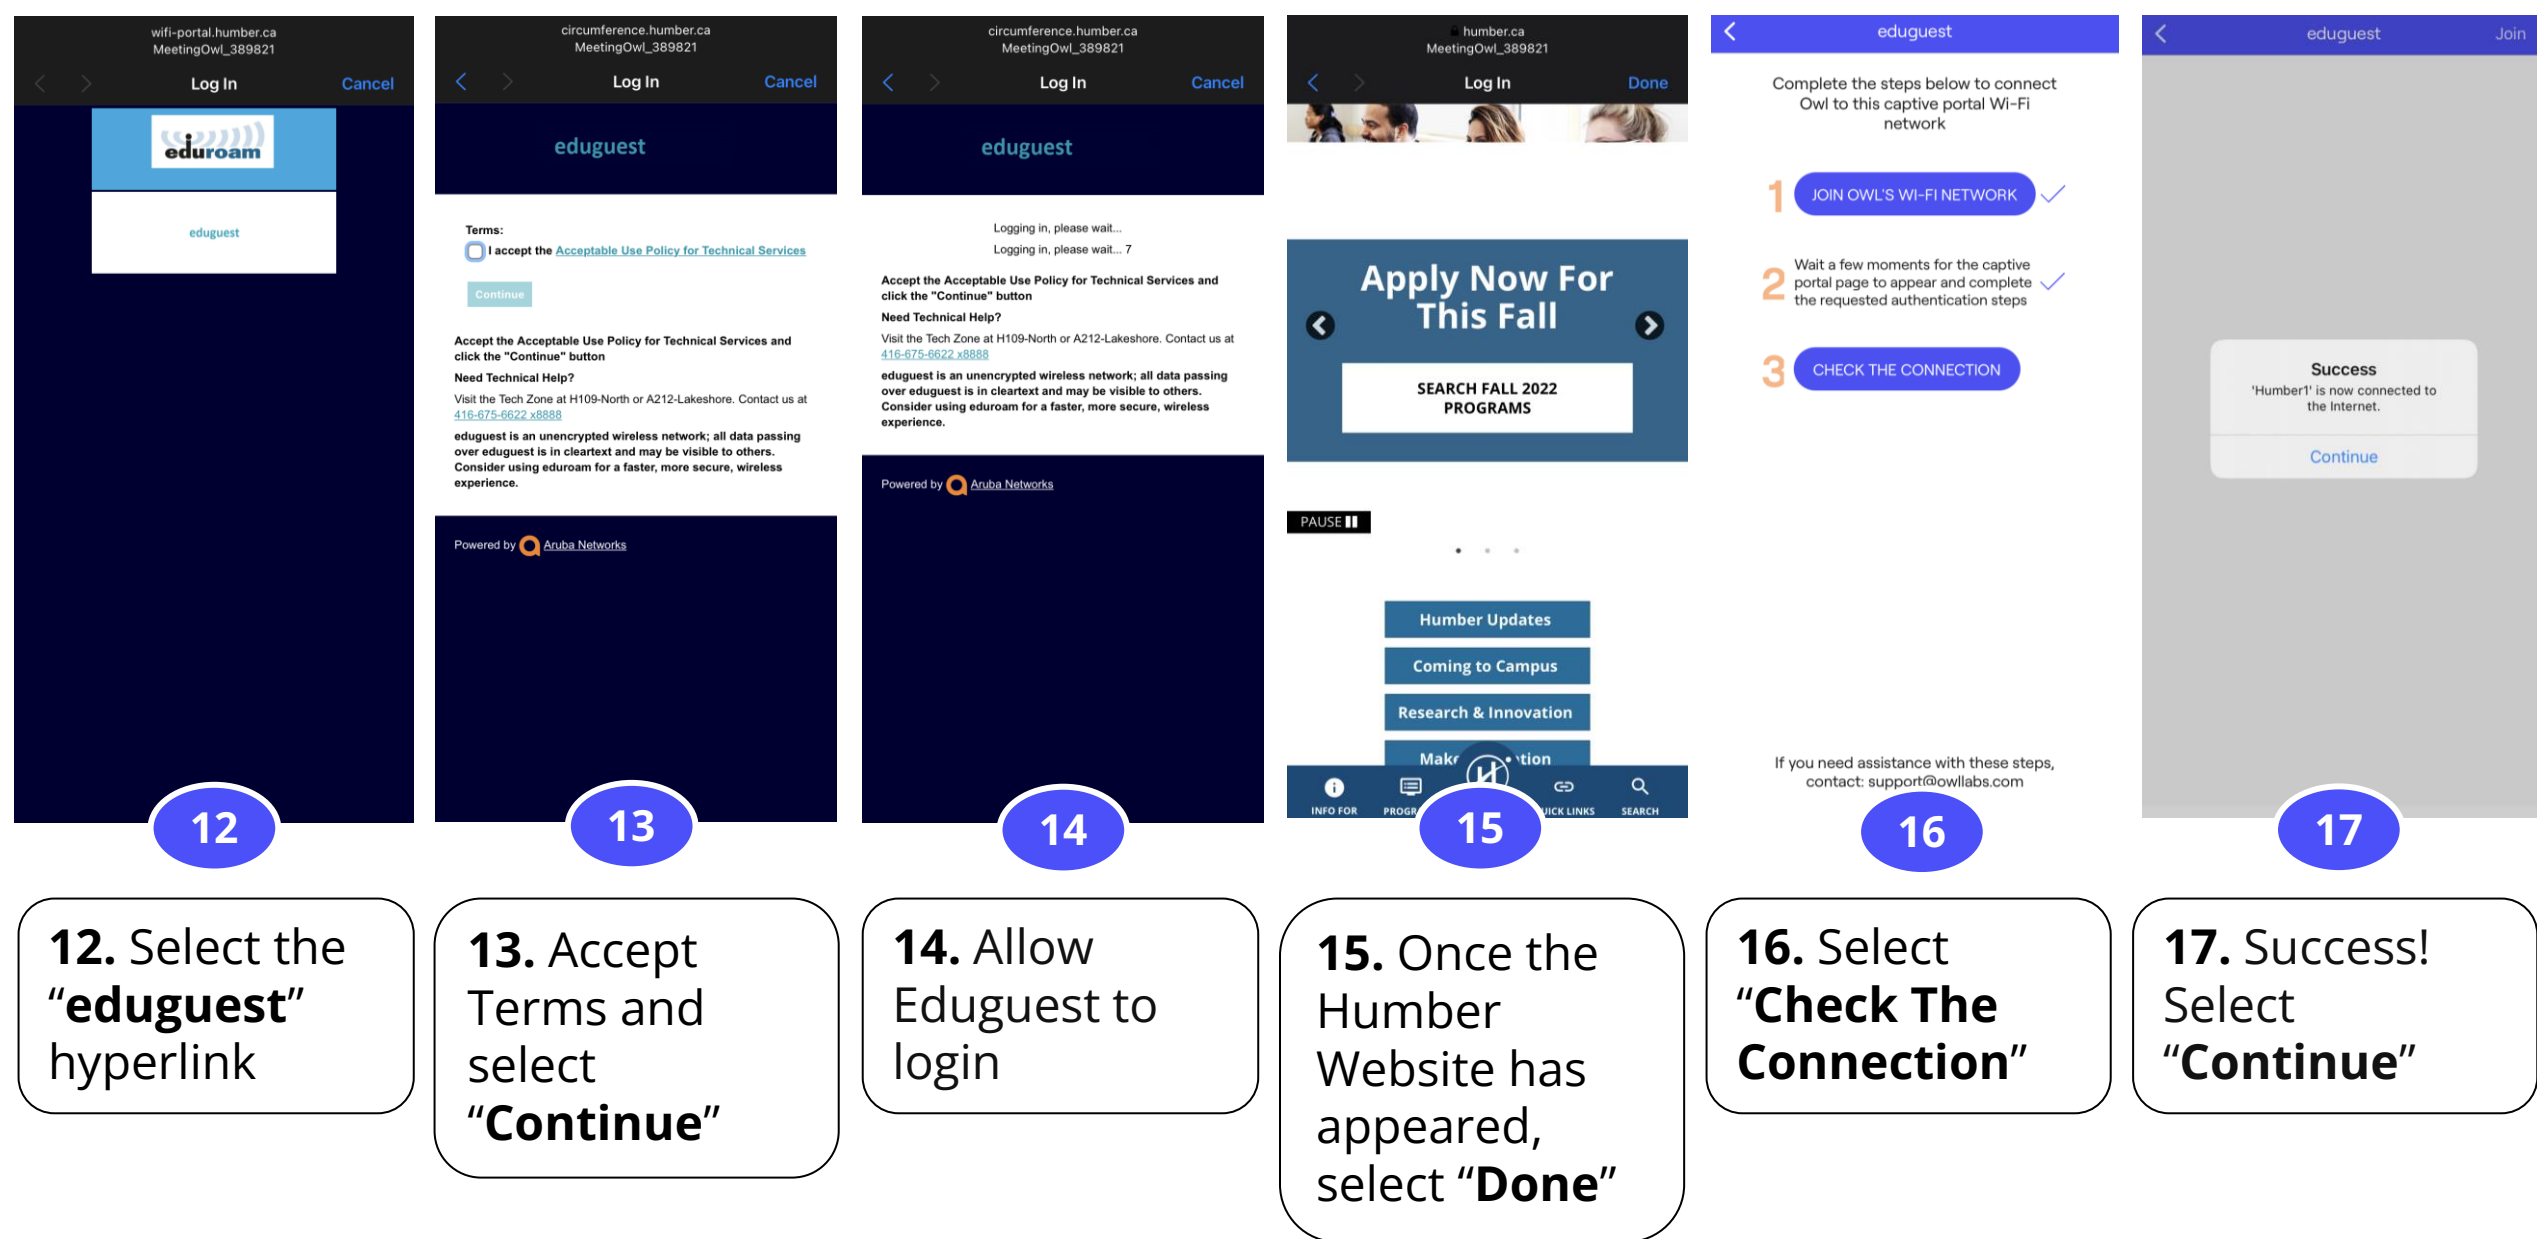 wifi-portal.humber.ca
MeetingOwl_389821
Log In
Cancel
eduroam
eduguest
12
12. Select the
“eduguest”
hyperlink
circumference.humber.ca
MeetingOwl_389821
Log In
Cancel
eduguest
Terms:
I accept the Acceptable Use Policy for Technical Services
Continue
Accept the Acceptable Use Policy for Technical Services and
click the "Continue" button
Need Technical Help?
Visit the Tech Zone at H109-North or A212-Lakeshore. Contact us at
416-675-6622 x8888
eduguest is an unencrypted wireless network; all data passing
over eduguest is in cleartext and may be visible to others.
Consider using eduroam for a faster, more secure, wireless
experience.
Powered by Aruba Networks
13
13. Accept
Terms and
select
“Continue”
circumference.humber.ca
MeetingOwl_389821
Log In
Cancel
eduguest
Logging in, please wait...
Logging in, please wait... 7
Accept the Acceptable Use Policy for Technical Services and
click the "Continue" button
Need Technical Help?
Visit the Tech Zone at H109-North or A212-Lakeshore. Contact us at
416-675-6622 x8888
eduguest is an unencrypted wireless network; all data passing
over eduguest is in cleartext and may be visible to others.
Consider using eduroam for a faster, more secure, wireless
experience.
Powered by Aruba Networks
14
14. Allow
Eduguest to
login
humber.ca
MeetingOwl_389821
Log In
Done
Apply Now For
This Fall
SEARCH FALL 2022
PROGRAMS
PAUSE
Humber Updates
Coming to Campus
Research & Innovation
Make tion
INFO FOR
PROGR
UICK LINKS
SEARCH
15
15. Once the
Humber
Website has
appeared,
select “Done”
eduguest
Complete the steps below to connect
Owl to this captive portal Wi-Fi
network
1 JOIN OWL'S WI-FI NETWORK
2 Wait a few moments for the captive
portal page to appear and complete
the requested authentication steps
3 CHECK THE CONNECTION
If you need assistance with these steps,
contact: support@owllabs.com
16
16. Select
“Check The
Connection”
eduguest
Join
Success
'Humber1' is now connected to
the Internet.
Continue
17
17. Success!
Select
“Continue”